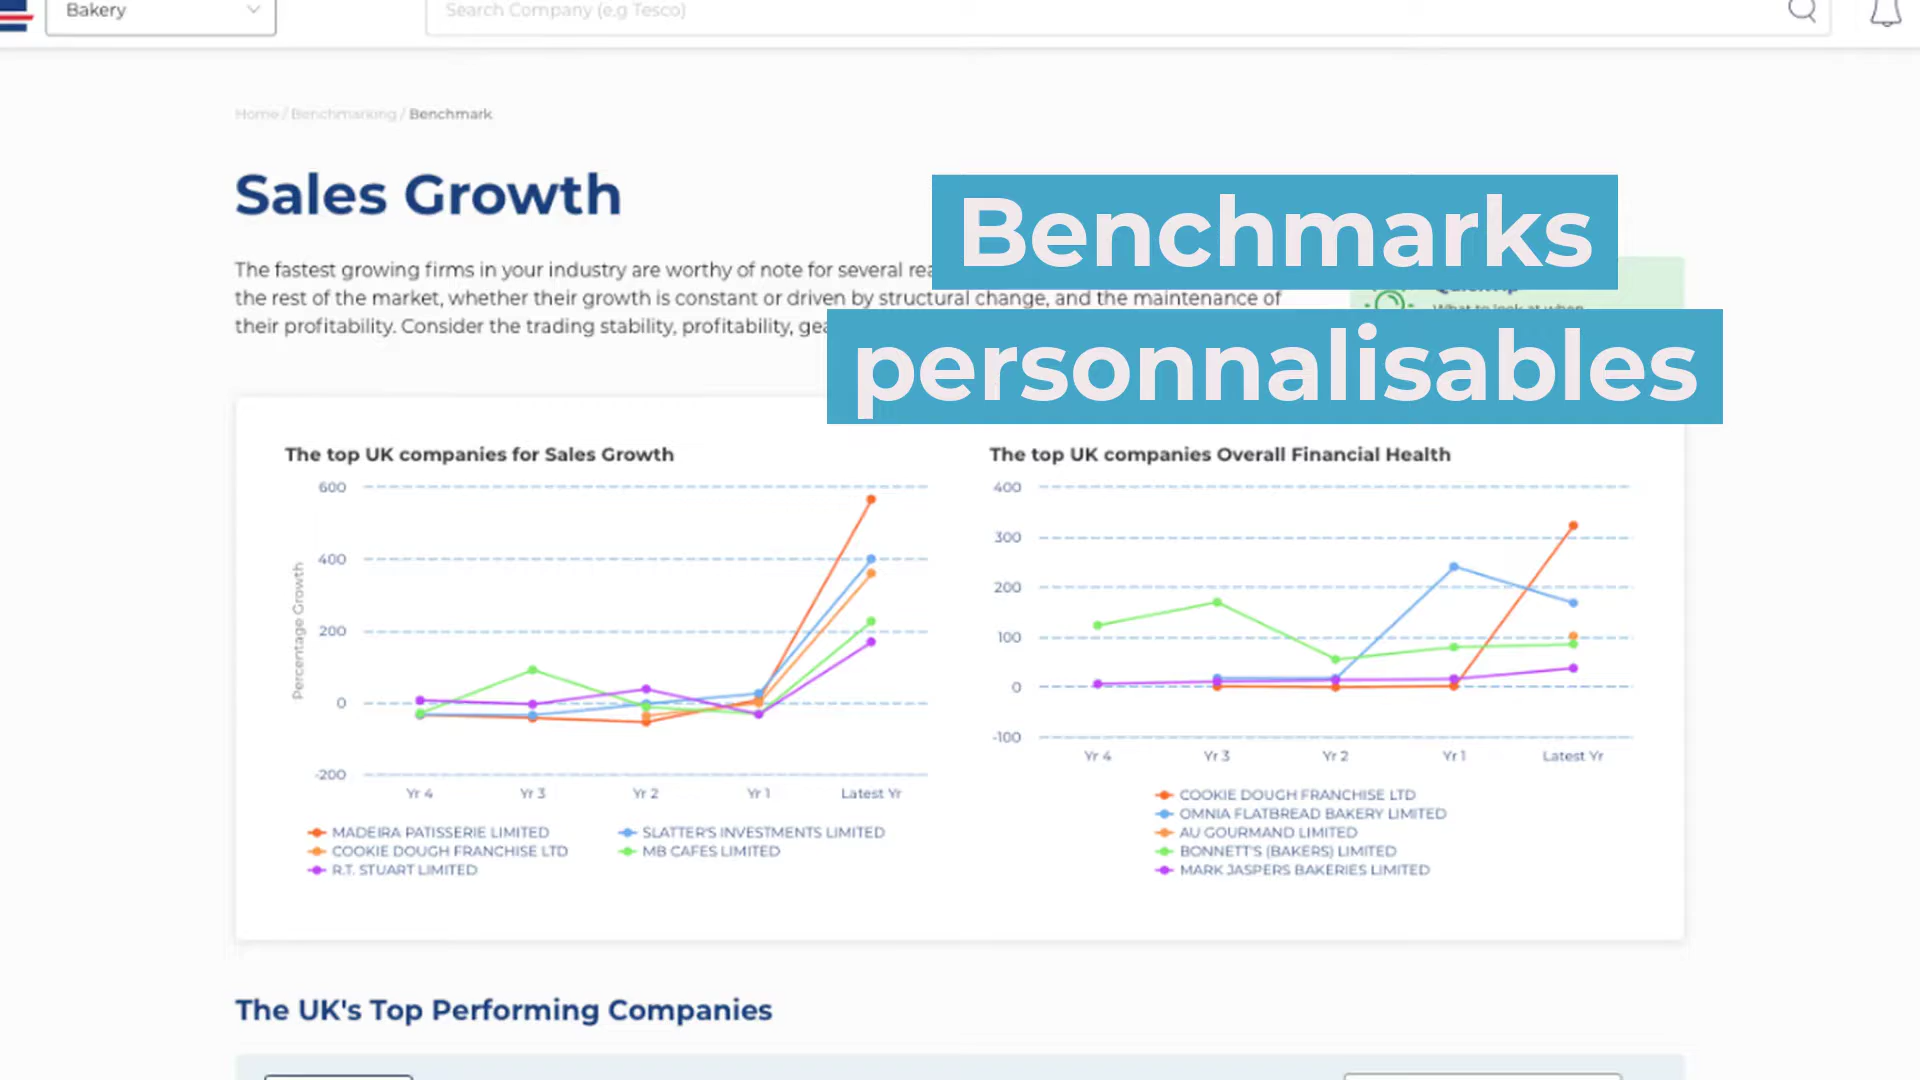 Bakery
Search Company (e.g Tesco)
Home / Benchmarking / Benchmark
Sales Growth
Benchmarks
personnalisables
The fastest growing firms in your industry are worthy of note for several
the rest of the market, whether their growth is constant or driven by structural change, and the maintenance of
their profitability. Consider the trading stability, profitability,
What to look at when
The top UK companies for Sales Growth
600
400
200
0
-200
Percentage Growth
Yr 4 Yr 3 Yr 2 Yr 1 Latest Yr
MADEIRA PATISSERIE LIMITED SLATTER'S INVESTMENTS LIMITED
COOKIE DOUGH FRANCHISE LTD MB CAFES LIMITED
R.T. STUART LIMITED
The top UK companies Overall Financial Health
400
300
200
100
0
-100
Yr 4 Yr 3 Yr 2 Yr 1 Latest Yr
COOKIE DOUGH FRANCHISE LTD
OMNIA FLATBREAD BAKERY LIMITED
AU GOURMAND LIMITED
BONNETT'S (BAKERS) LIMITED
MARK JASPERS BAKERIES LIMITED
The UK's Top Performing Companies